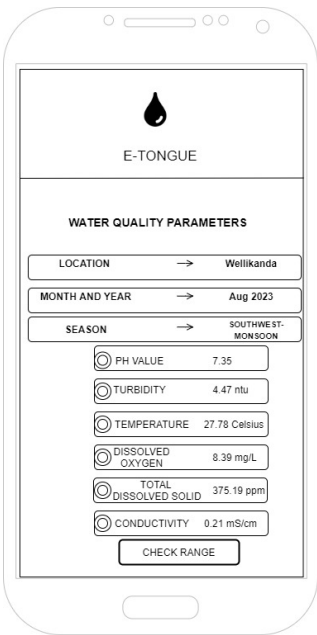 E-TONGUE
WATER QUALITY PARAMETERS
LOCATION → Wellikanda
MONTH AND YEAR → Aug 2023
SEASON → SOUTHWEST-
MONSOON
PH VALUE 7.35
TURBIDITY 4.47 ntu
TEMPERATURE 27.78 Celsius
DISSOLVED
OXYGEN 8.39 mg/L
TOTAL
DISSOLVED SOLID 375.19 ppm
CONDUCTIVITY 0.21 mS/cm
CHECK RANGE